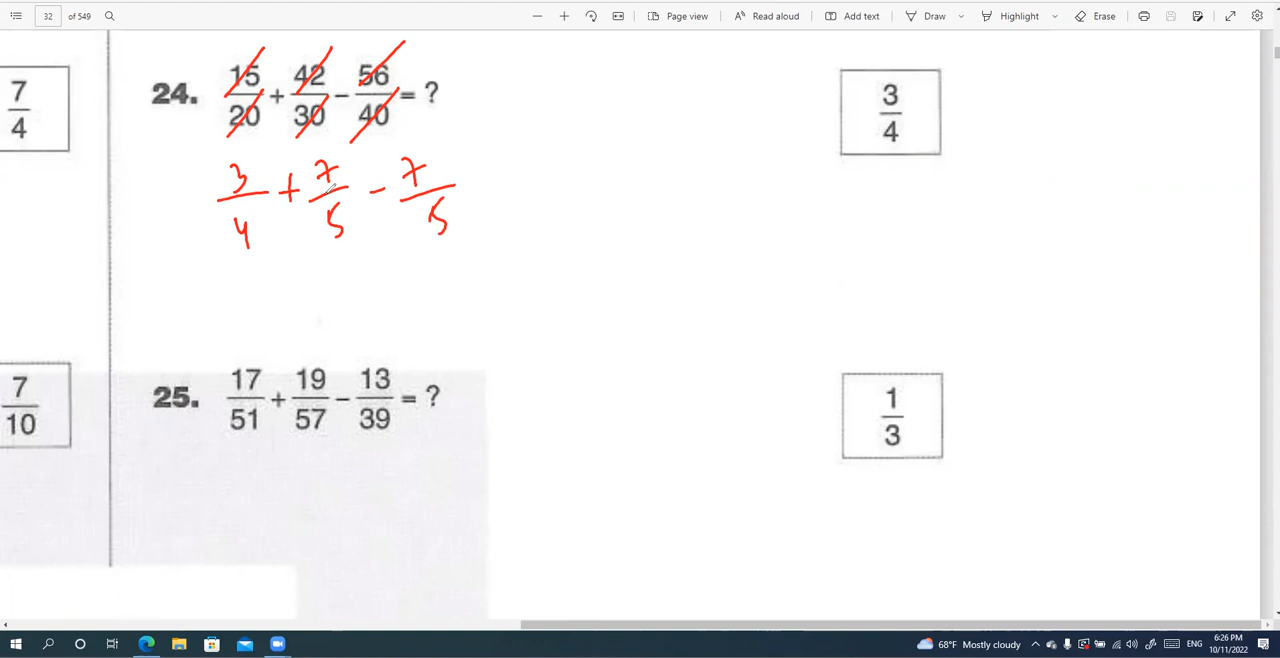 32 of 549 Page view Read aloud Add text Draw Highlight Erase
7/4
24. 15/20 + 42/30 − 56/40 = ?
3/4
3/4 + 7/5 − 7/5
7/10
25. 17/51 + 19/57 − 13/39 = ?
1/3
68°F Mostly cloudy ENG 6:26 PM
10/11/2022